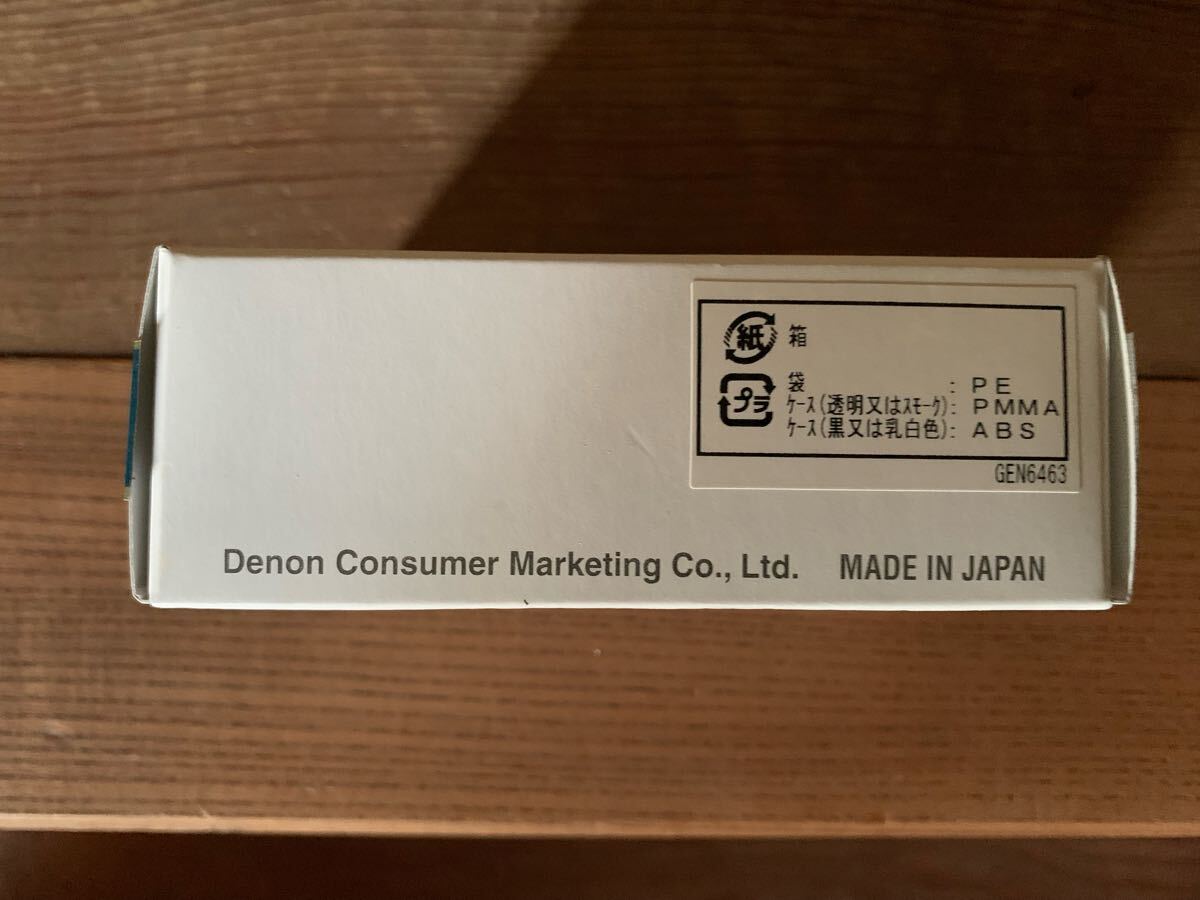 紙 箱
プラ 袋 : PE
ｹｰｽ(透明又はｽﾓｰｸ): PMMA
ｹｰｽ(黒又は乳白色): ABS
GEN6463
Denon Consumer Marketing Co., Ltd. MADE IN JAPAN